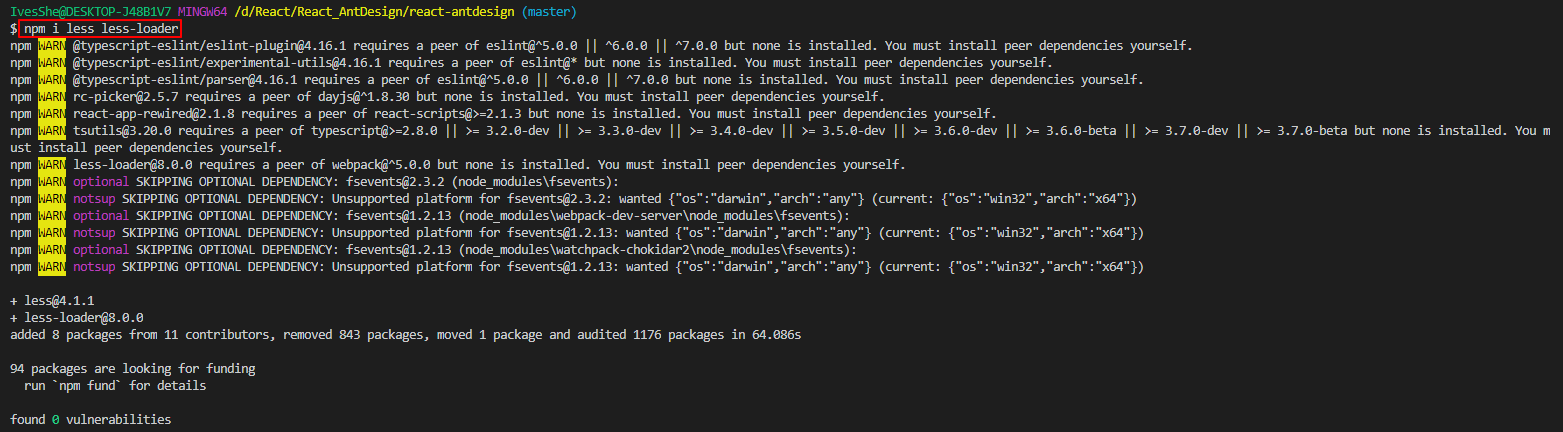 IvesShe@DESKTOP-J48B1V7 MINGW64 /d/React/React_AntDesign/react-antdesign (master)
$ npm i less less-loader
npm WARN @typescript-eslint/eslint-plugin@4.16.1 requires a peer of eslint@^5.0.0 || ^6.0.0 || ^7.0.0 but none is installed. You must install peer dependencies yourself.
npm WARN @typescript-eslint/experimental-utils@4.16.1 requires a peer of eslint@* but none is installed. You must install peer dependencies yourself.
npm WARN @typescript-eslint/parser@4.16.1 requires a peer of eslint@^5.0.0 || ^6.0.0 || ^7.0.0 but none is installed. You must install peer dependencies yourself.
npm WARN rc-picker@2.5.7 requires a peer of dayjs@^1.8.30 but none is installed. You must install peer dependencies yourself.
npm WARN react-app-rewired@2.1.8 requires a peer of react-scripts@>=2.1.3 but none is installed. You must install peer dependencies yourself.
npm WARN tsutils@3.20.0 requires a peer of typescript@>=2.8.0 || >= 3.2.0-dev || >= 3.3.0-dev || >= 3.4.0-dev || >= 3.5.0-dev || >= 3.6.0-dev || >= 3.6.0-beta || >= 3.7.0-dev || >= 3.7.0-beta but none is installed. You m
ust install peer dependencies yourself.
npm WARN less-loader@8.0.0 requires a peer of webpack@^5.0.0 but none is installed. You must install peer dependencies yourself.
npm WARN optional SKIPPING OPTIONAL DEPENDENCY: fsevents@2.3.2 (node_modules\fsevents):
npm WARN notsup SKIPPING OPTIONAL DEPENDENCY: Unsupported platform for fsevents@2.3.2: wanted {"os":"darwin","arch":"any"} (current: {"os":"win32","arch":"x64"})
npm WARN optional SKIPPING OPTIONAL DEPENDENCY: fsevents@1.2.13 (node_modules\webpack-dev-server\node_modules\fsevents):
npm WARN notsup SKIPPING OPTIONAL DEPENDENCY: Unsupported platform for fsevents@1.2.13: wanted {"os":"darwin","arch":"any"} (current: {"os":"win32","arch":"x64"})
npm WARN optional SKIPPING OPTIONAL DEPENDENCY: fsevents@1.2.13 (node_modules\watchpack-chokidar2\node_modules\fsevents):
npm WARN notsup SKIPPING OPTIONAL DEPENDENCY: Unsupported platform for fsevents@1.2.13: wanted {"os":"darwin","arch":"any"} (current: {"os":"win32","arch":"x64"})
+ less@4.1.1
+ less-loader@8.0.0
added 8 packages from 11 contributors, removed 843 packages, moved 1 package and audited 1176 packages in 64.086s
94 packages are looking for funding
run `npm fund` for details
found 0 vulnerabilities